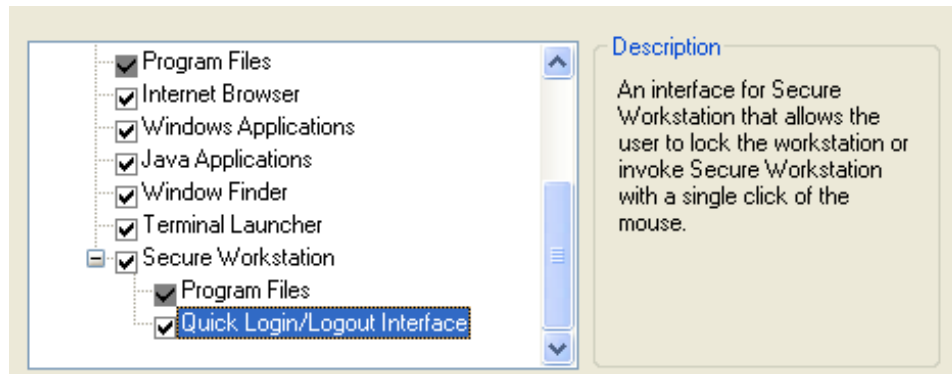 Program Files
Internet Browser
Windows Applications
Java Applications
Window Finder
Terminal Launcher
Secure Workstation
Program Files
Quick Login/Logout Interface
Description
An interface for Secure
Workstation that allows the
user to lock the workstation or
invoke Secure Workstation
with a single click of the
mouse.